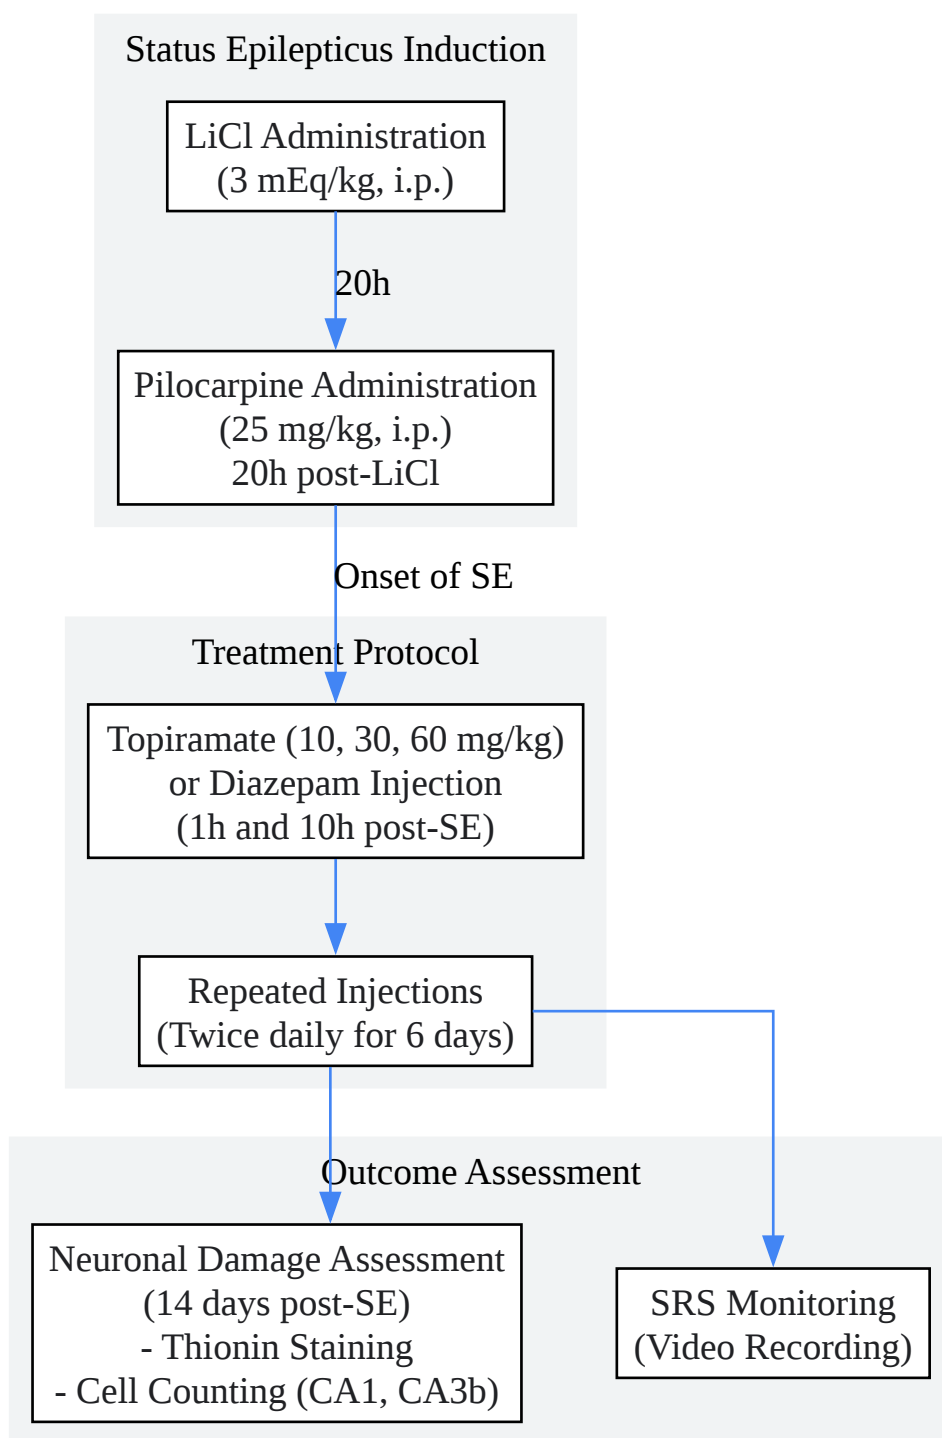 Status Epilepticus Induction
LiCl Administration
(3 mEq/kg, i.p.)
20h
Pilocarpine Administration
(25 mg/kg, i.p.)
20h post-LiCl
Onset of SE
Treatment Protocol
Topiramate (10, 30, 60 mg/kg)
or Diazepam Injection
(1h and 10h post-SE)
Repeated Injections
(Twice daily for 6 days)
Outcome Assessment
Neuronal Damage Assessment
(14 days post-SE)
- Thionin Staining
- Cell Counting (CA1, CA3b)
SRS Monitoring
(Video Recording)